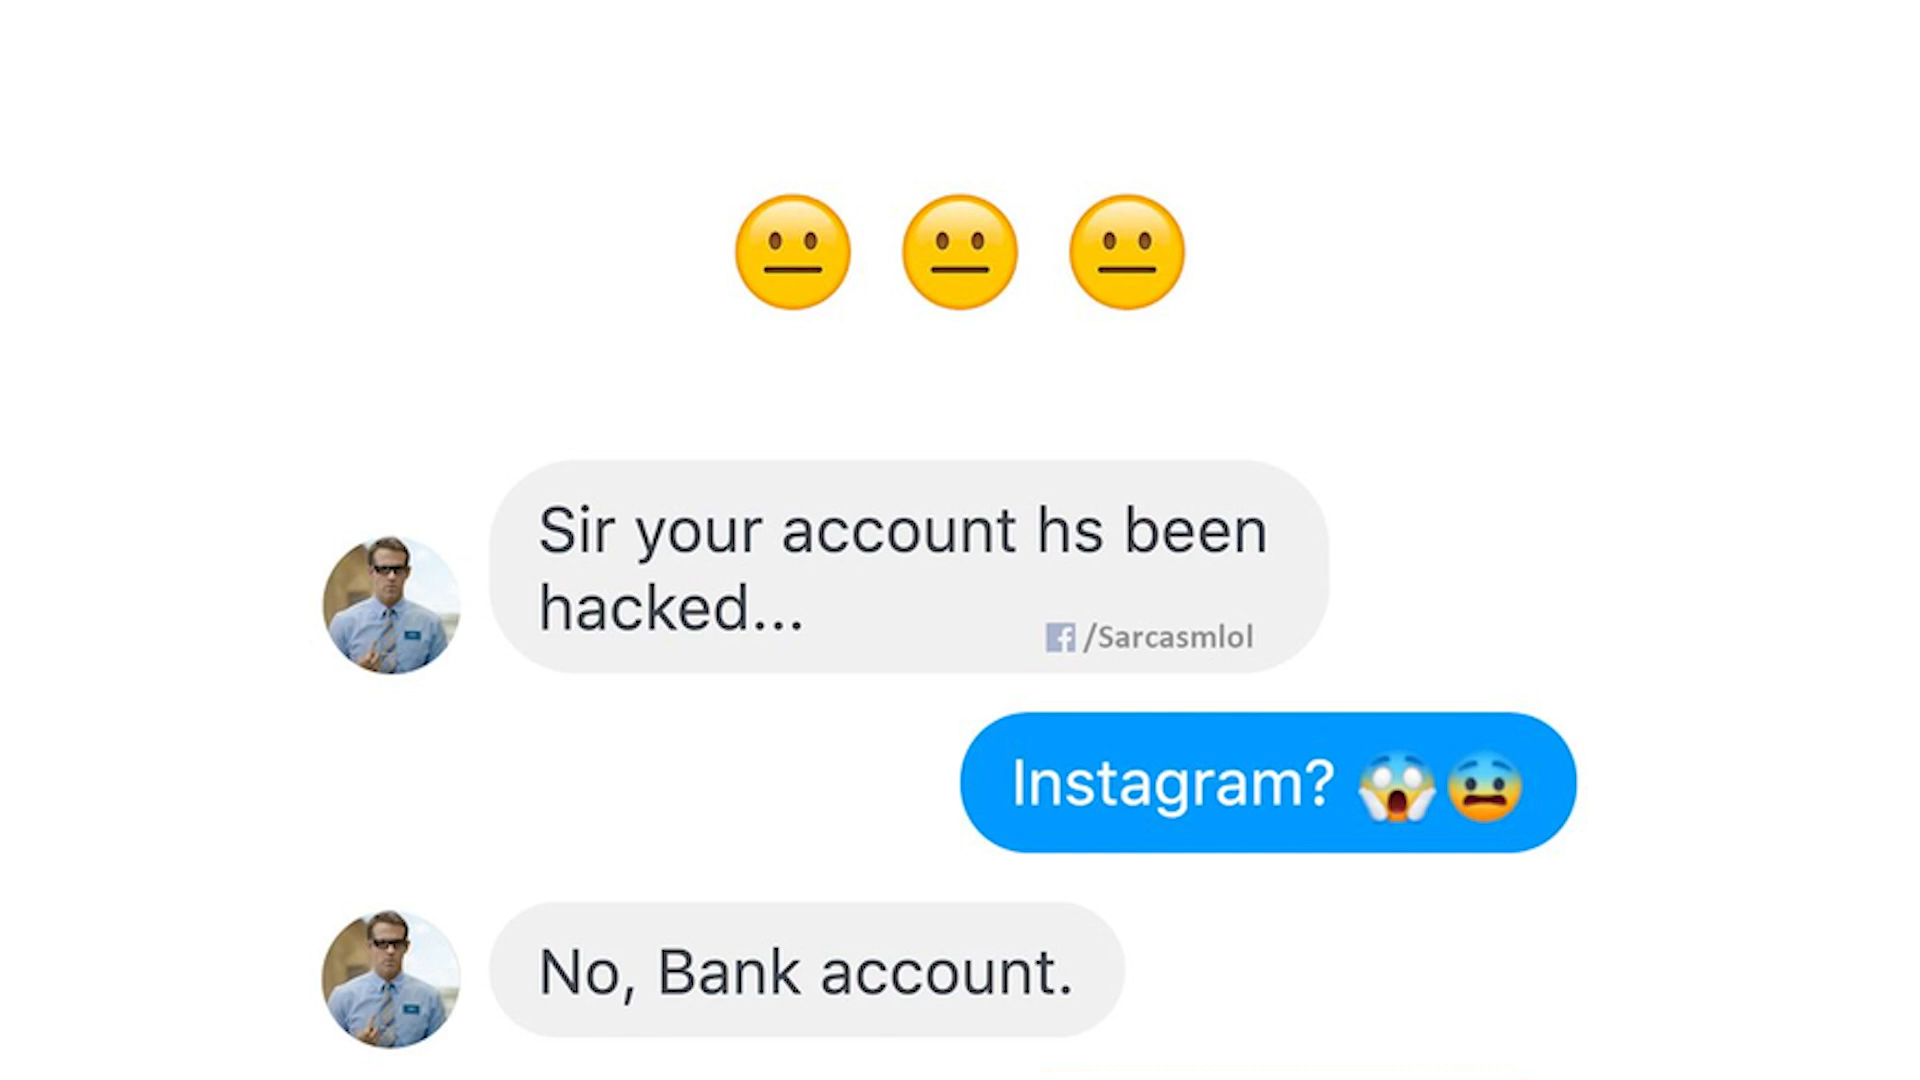 😐 😐 😐
Sir your account hs been
hacked...
f/Sarcasmlol
Instagram? 😱😨
No, Bank account.